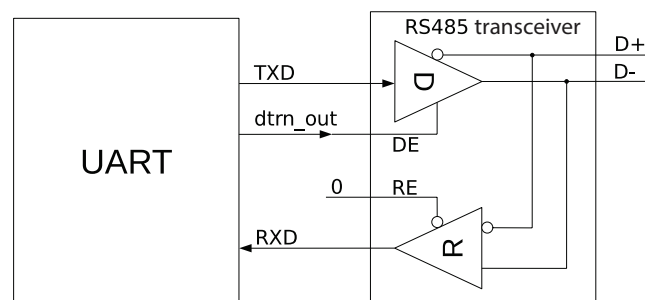 RS485 transceiver
D+
TXD
D-
D
dtrn_out
DE
UART
0
RE
RXD
R